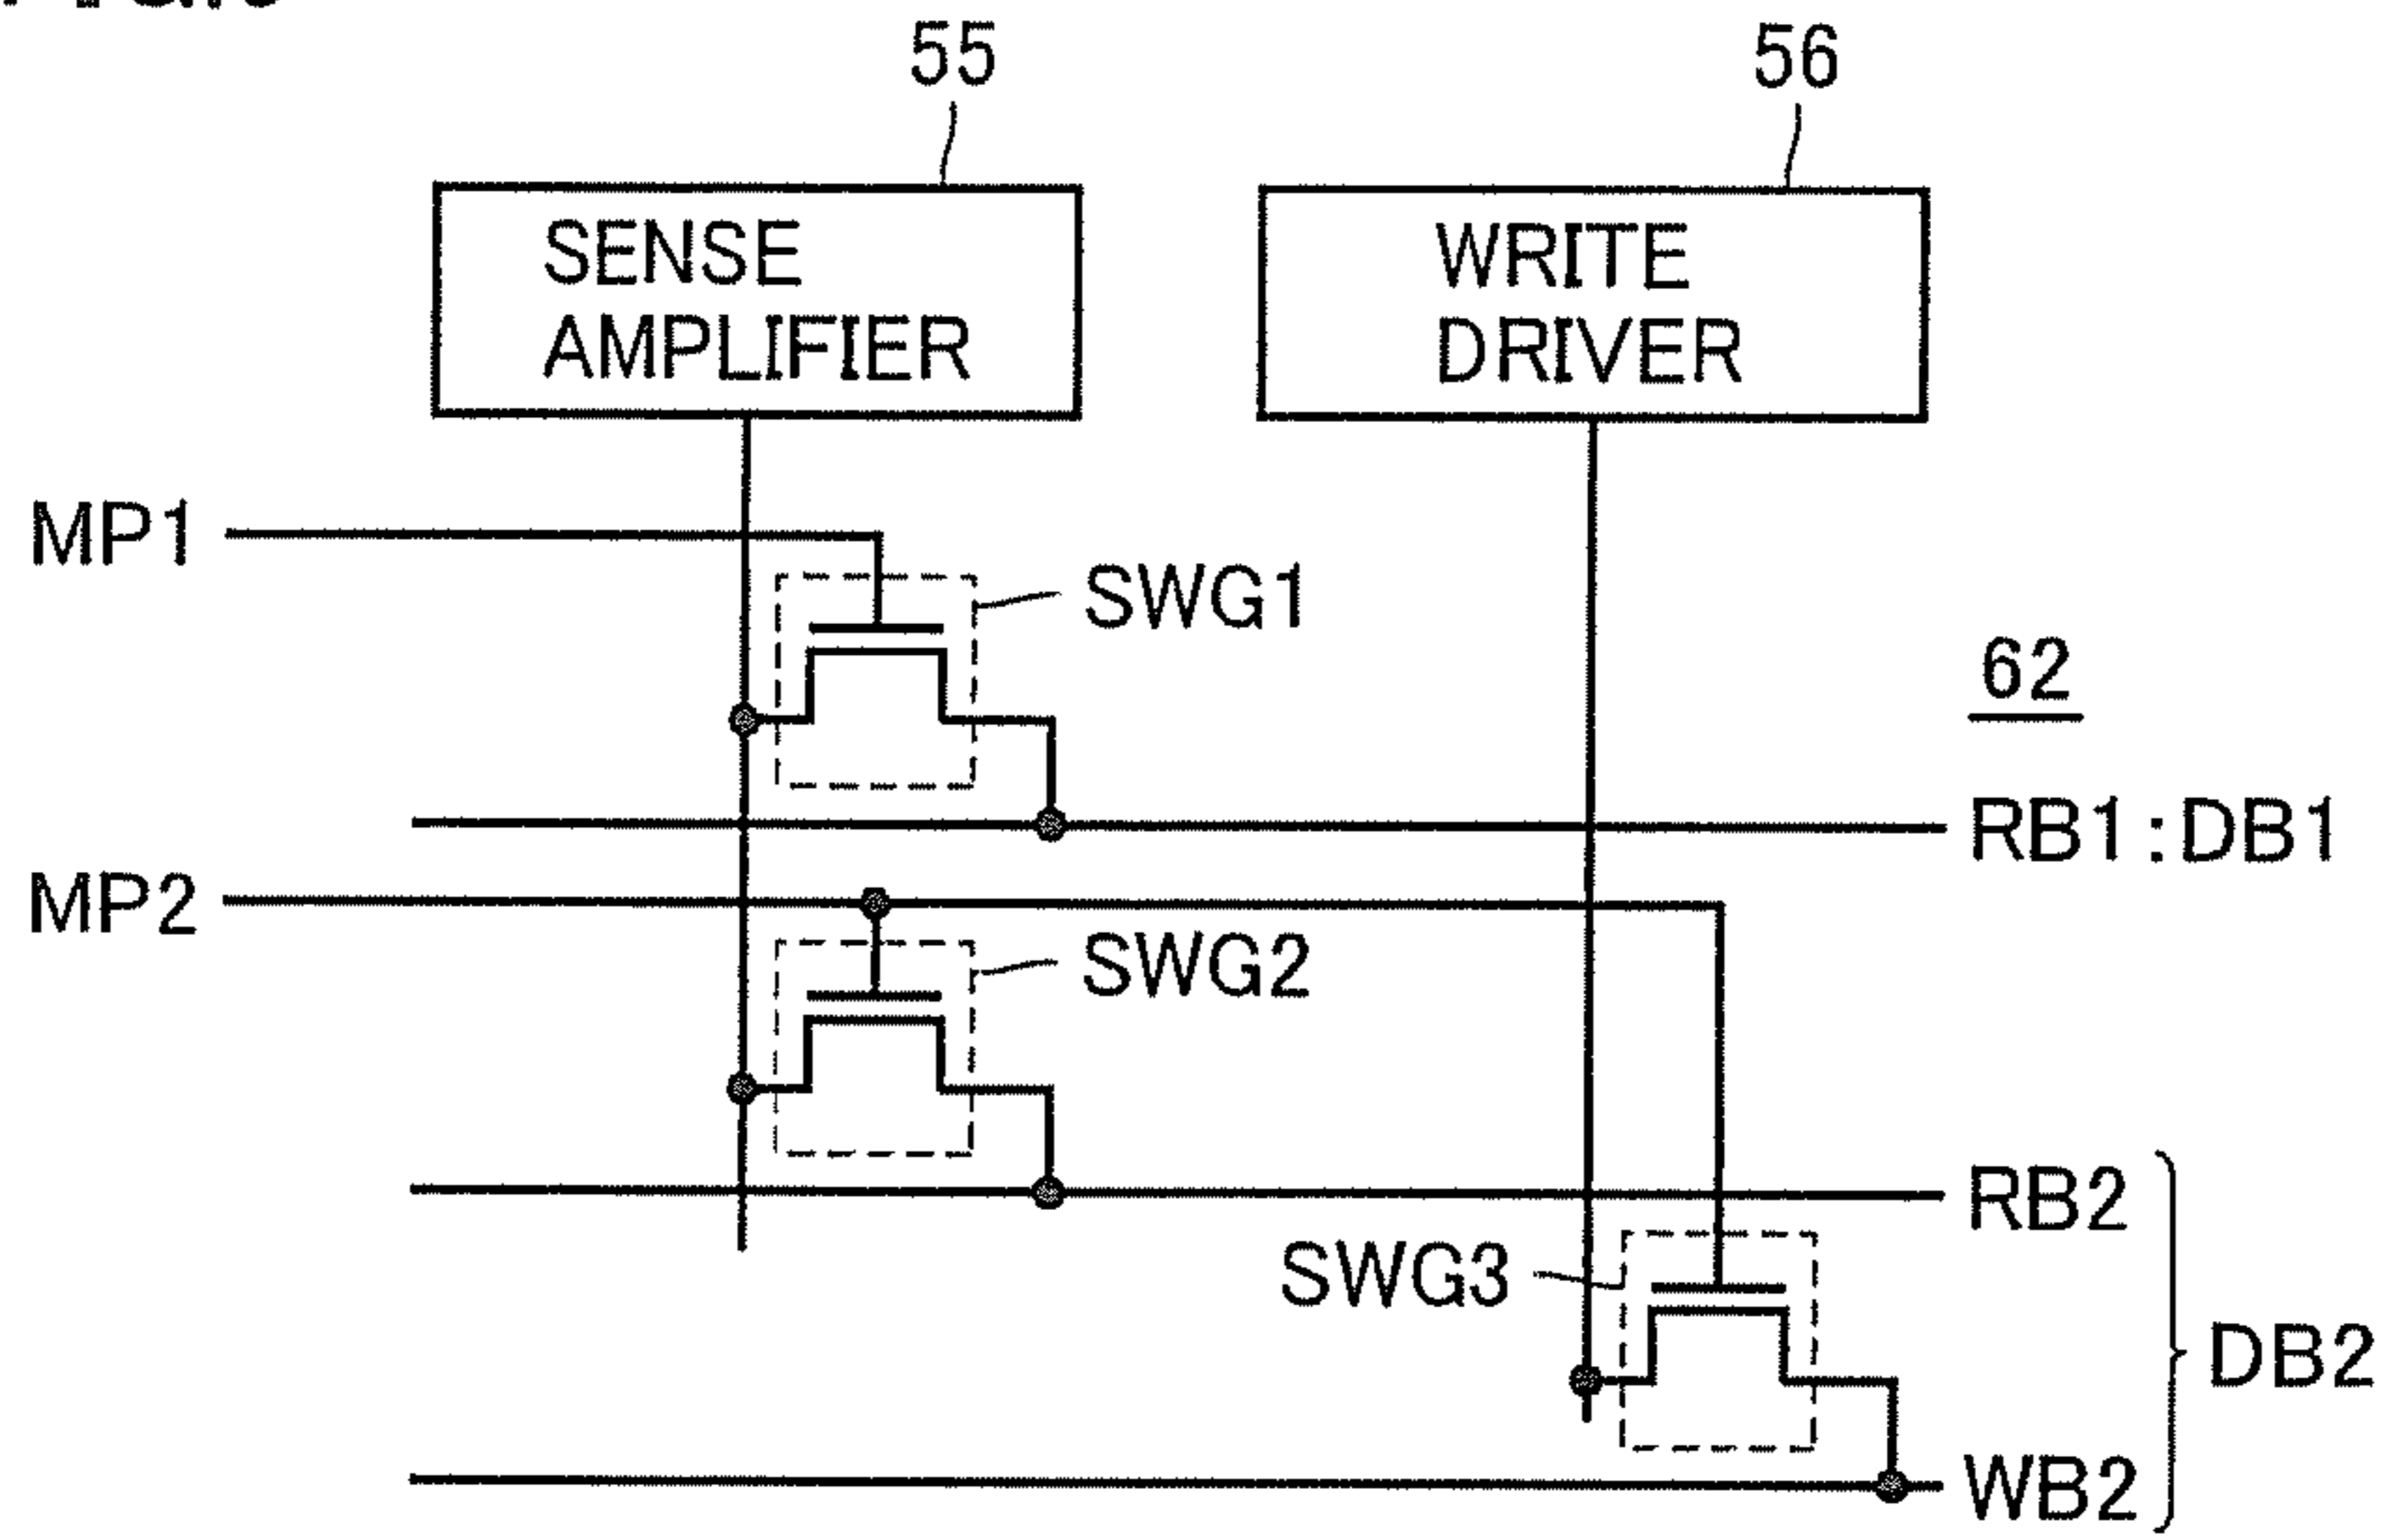 55
56
SENSE
AMPLIFIER
WRITE
DRIVER
MP1
SWG1
62
RB1:DB1
MP2
SWG2
RB2
SWG3
DB2
WB2